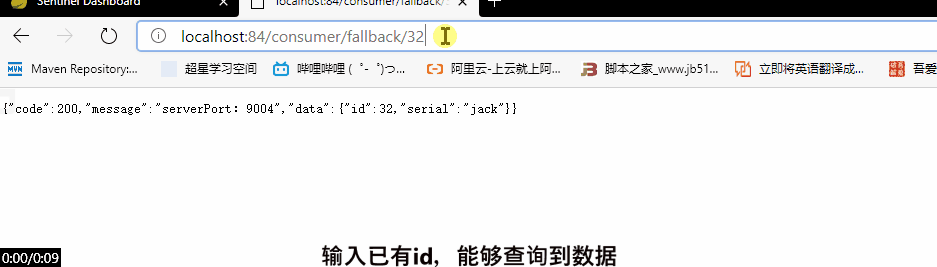 Sentinel Dashboard
localhost:84/consumer/fallback/
localhost:84/consumer/fallback/32
Maven Repository:... 超星学习空间 哔哩哔哩 ( ゜- ゜)つ... 阿里云-上云就上阿... 脚本之家_www.jb51... 立即将英语翻译成... 吾爱
{"code":200,"message":"serverPort: 9004","data":{"id":32,"serial":"jack"}}
输入已有id，能够查询到数据
0:00/0:09